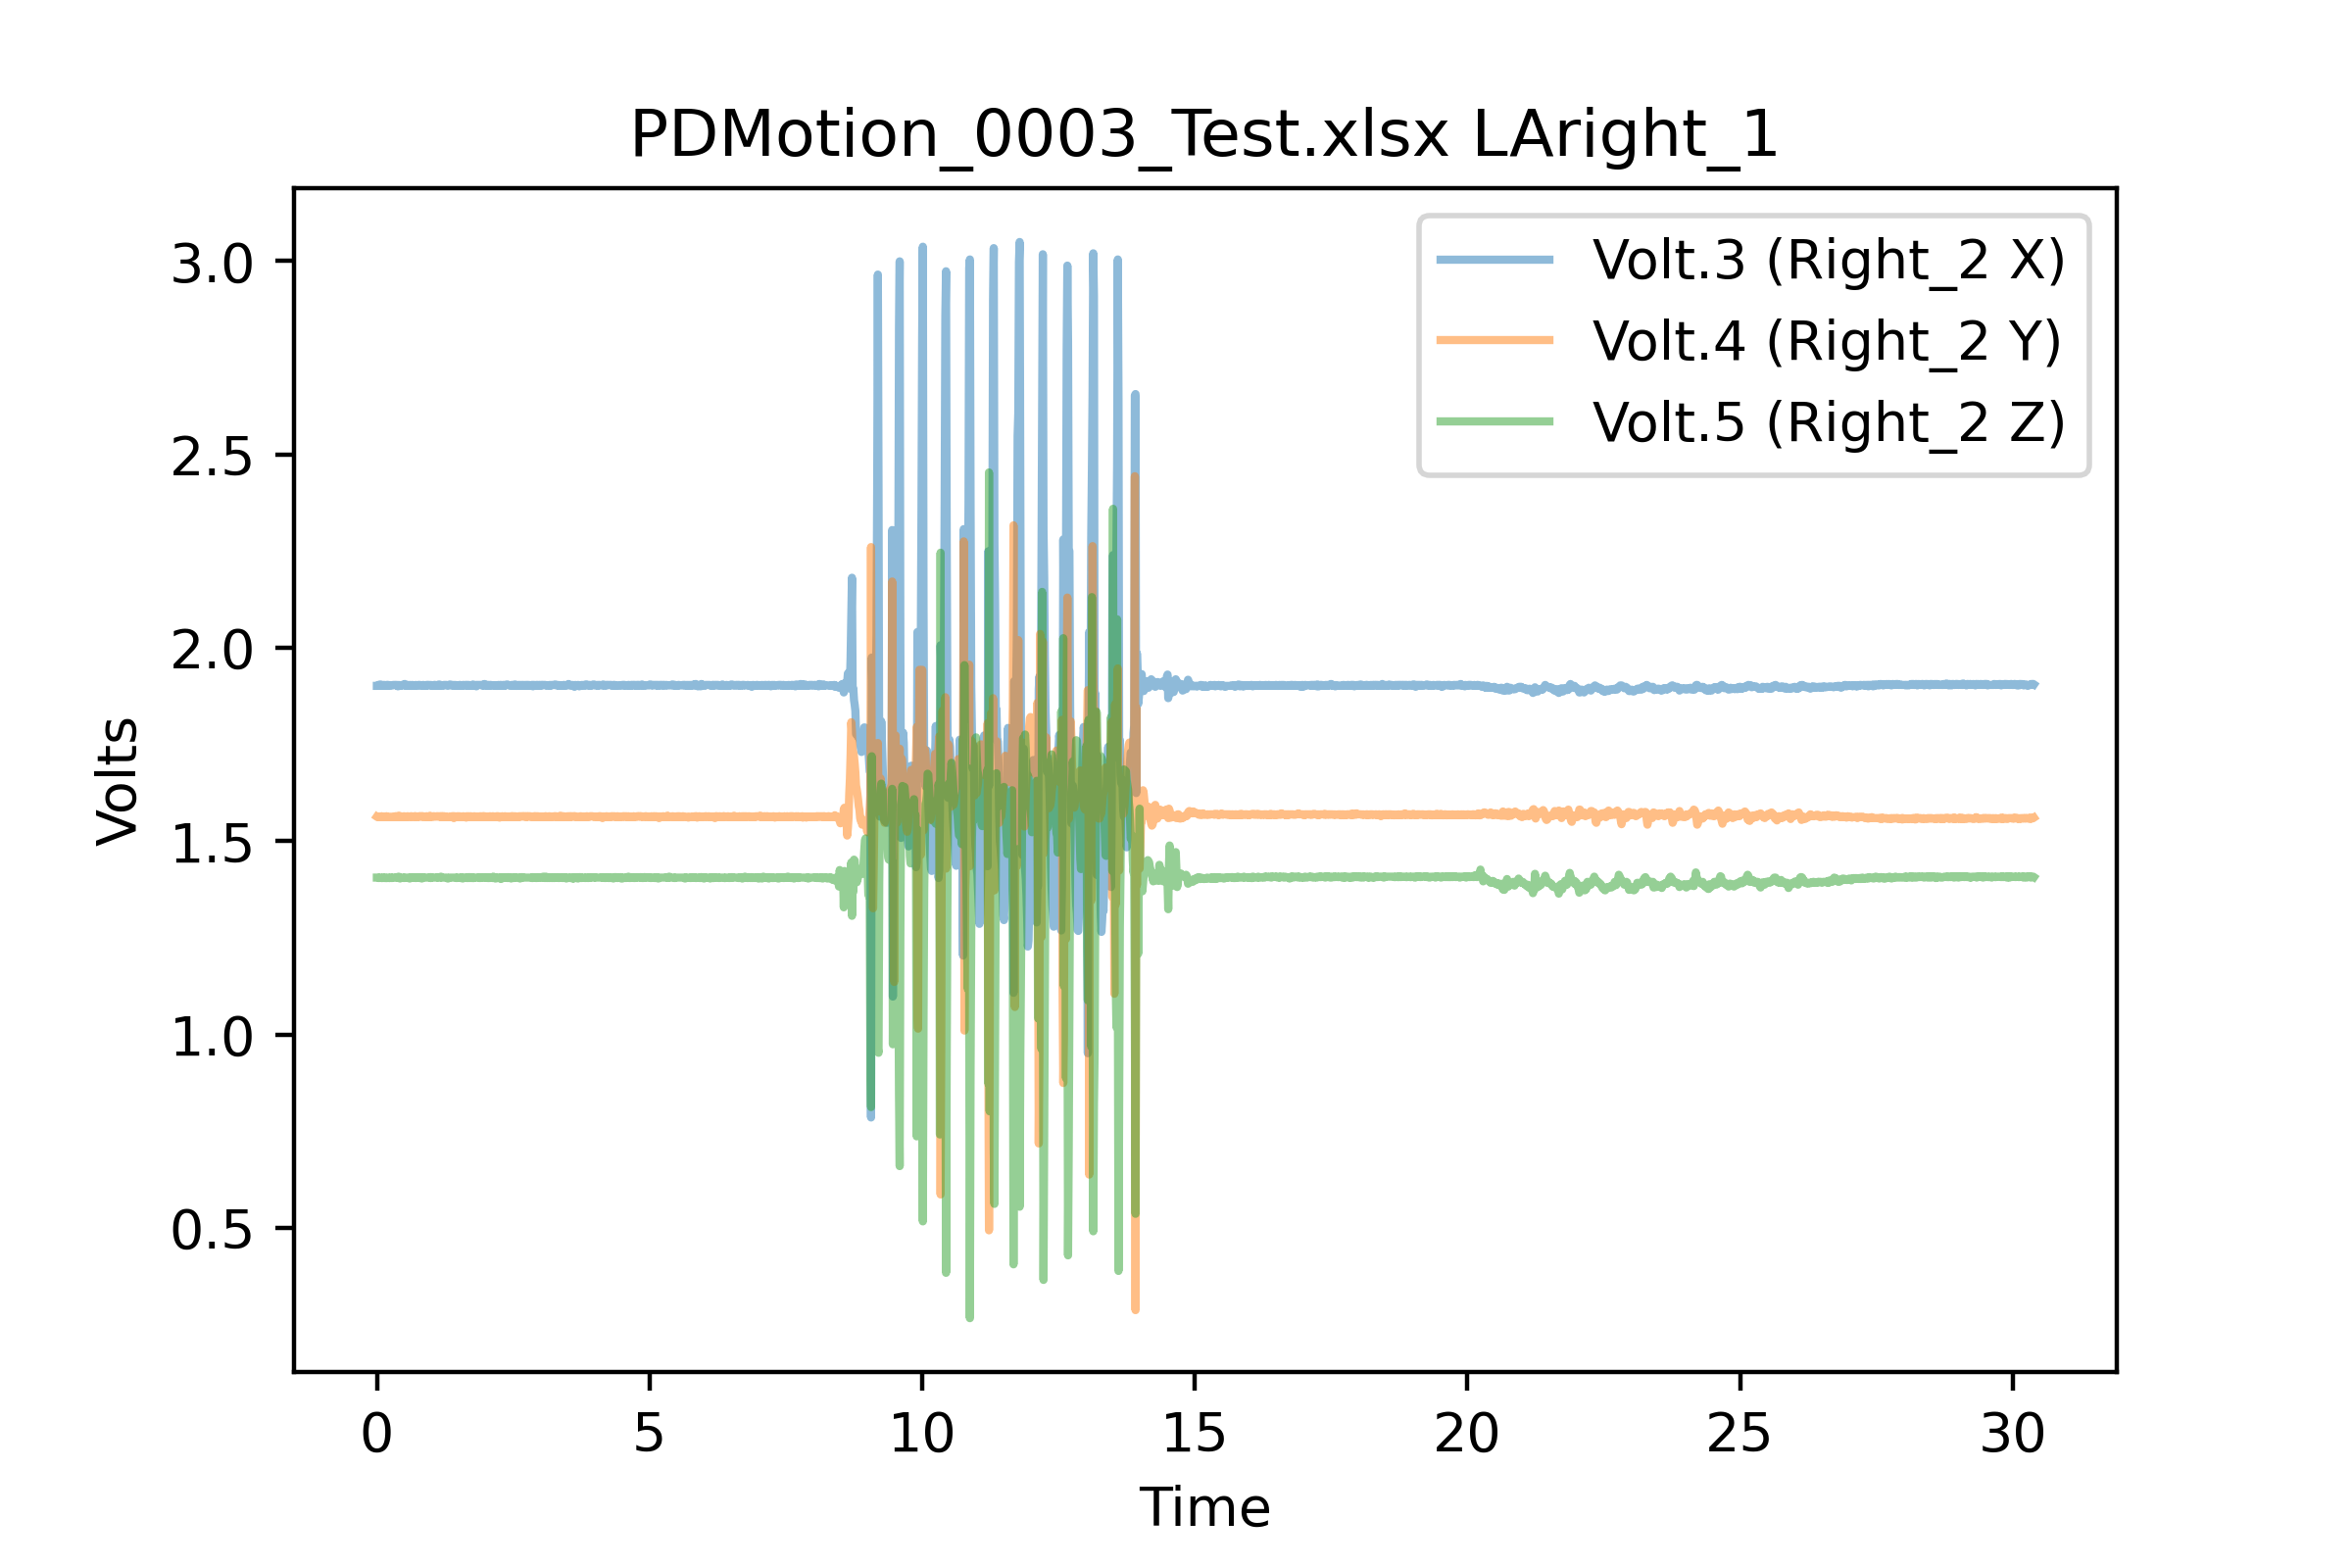 PDMotion_0003_Test.xlsx LAright_1
Volt.3 (Right_2 X)
Volt.4 (Right_2 Y)
Volt.5 (Right_2 Z)
3.0
2.5
2.0
1.5
1.0
0.5
Volts
0 5 10 15 20 25 30
Time